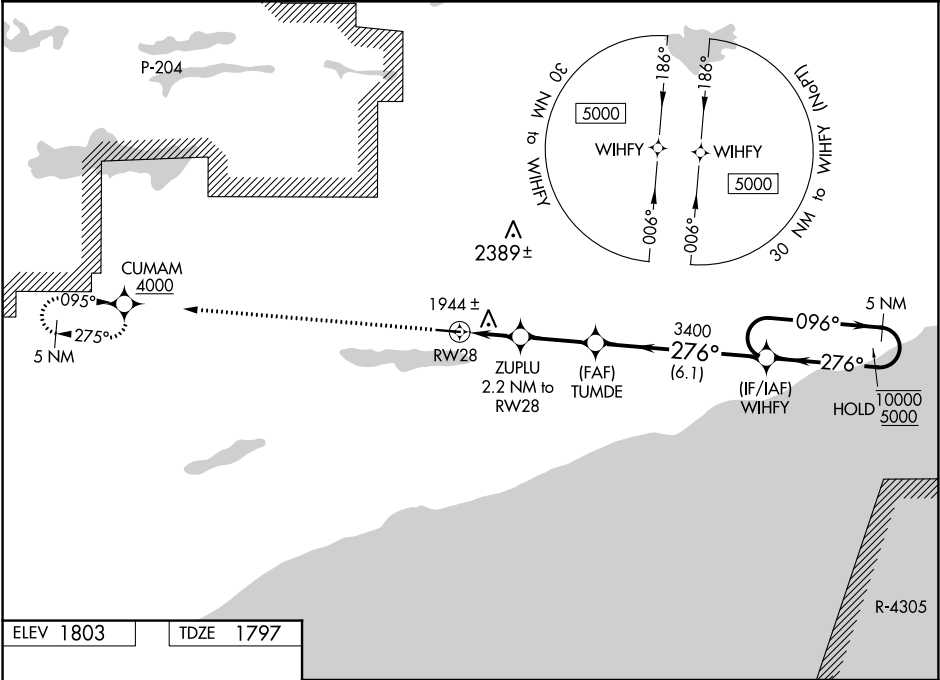 P-204
30 NM to WIHFY
5000
186°
WIHFY
006°
186°
WIHFY
5000
006°
30 NM to WIHFY (NoPT)
2389±
CUMAM
4000
095°
275°
5 NM
1944 ±
RW28
ZUPLU
2.2 NM to
RW28
(FAF)
TUMDE
3400
276°
(6.1)
(IF/IAF)
WIHFY
5 NM
096°
276°
HOLD
10000
5000
R-4305
ELEV 1803
TDZE 1797